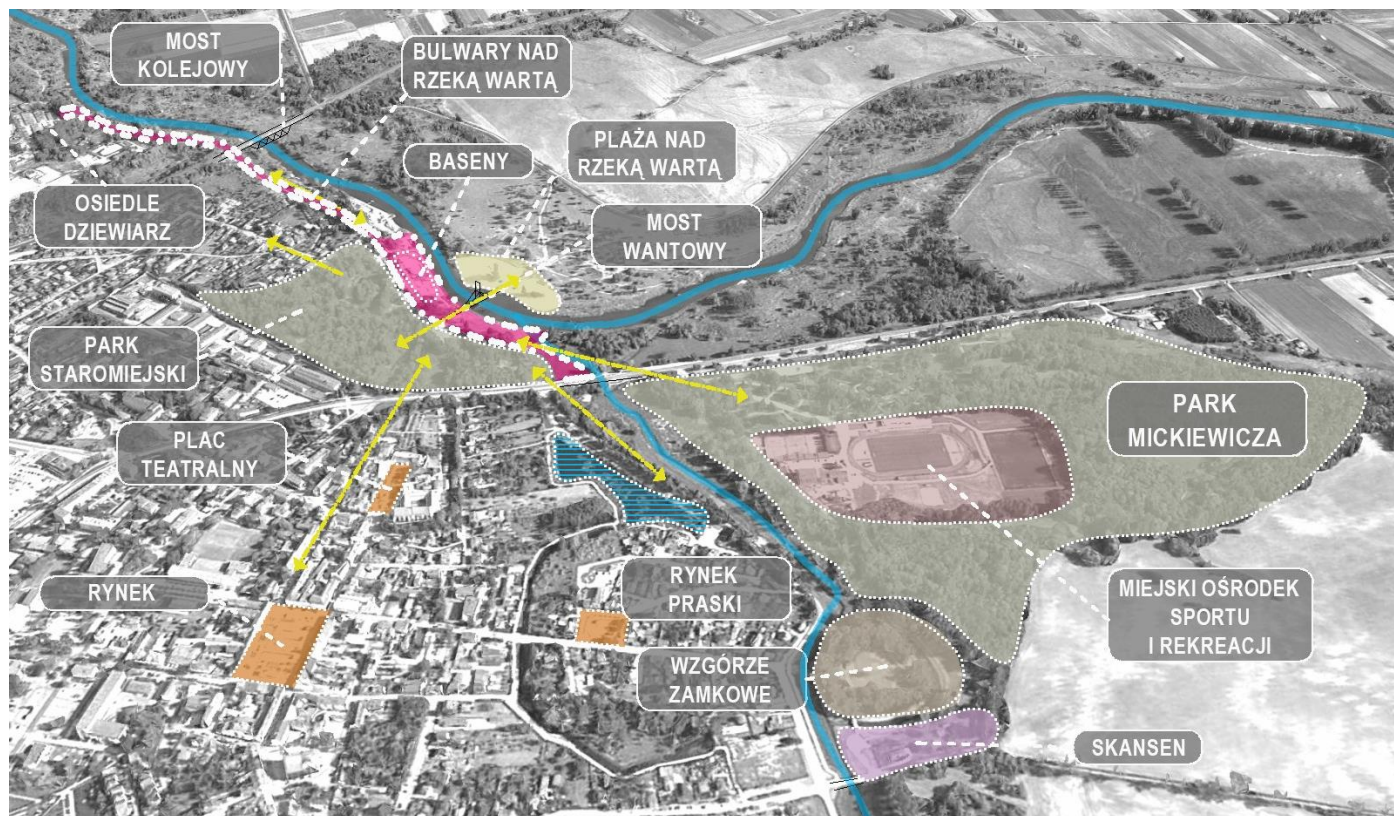 MOST
KOLEJOWY
BULWARY NAD
RZEKĄ WARTĄ
BASENY
PLAŻA NAD
RZEKĄ WARTĄ
OSIEDLE
DZIEWIARZ
MOST
WANTOWY
PARK
STAROMIEJSKI
PARK
MICKIEWICZA
PLAC
TEATRALNY
RYNEK
RYNEK
PRASKI
MIEJSKI OŚRODEK
SPORTU
I REKREACJI
WZGÓRZE
ZAMKOWE
SKANSEN